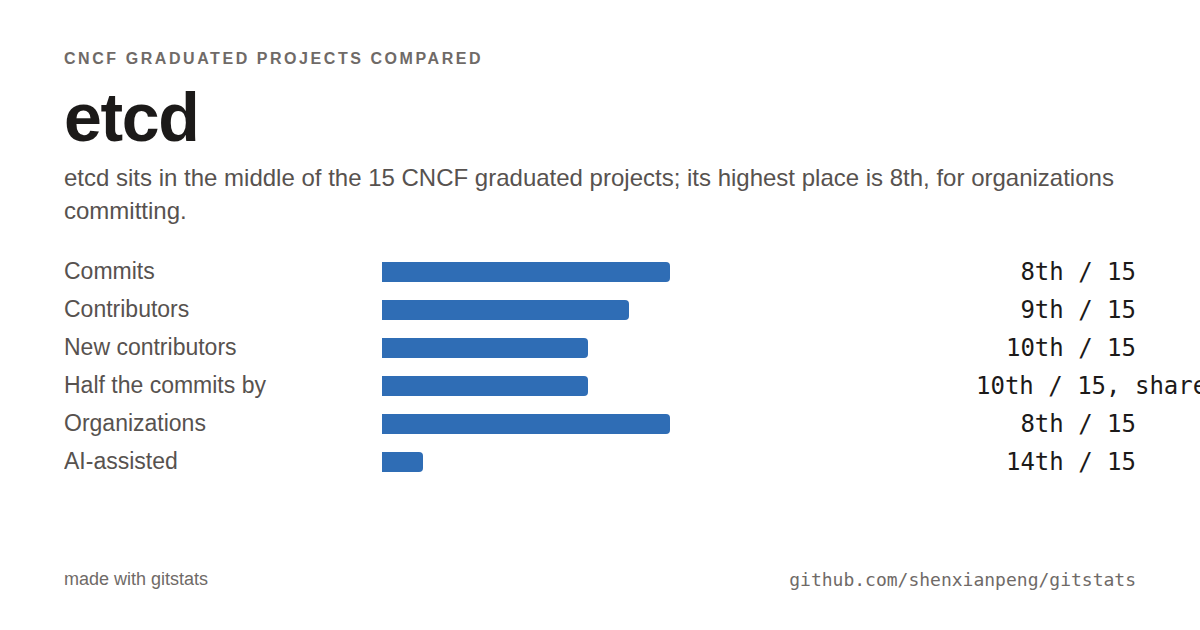 CNCF GRADUATED PROJECTS COMPARED
etcd
etcd sits in the middle of the 15 CNCF graduated projects; its highest place is 8th, for organizations
committing.
Commits 8th / 15
Contributors 9th / 15
New contributors 10th / 15
Half the commits by 10th / 15, share
Organizations 8th / 15
AI-assisted 14th / 15
made with gitstats github.com/shenxianpeng/gitstats